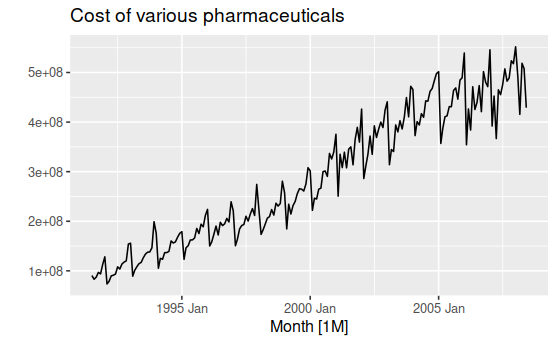 Cost of various pharmaceuticals
5e+08
4e+08
3e+08
2e+08
1e+08
1995 Jan 2000 Jan 2005 Jan
Month [1M]